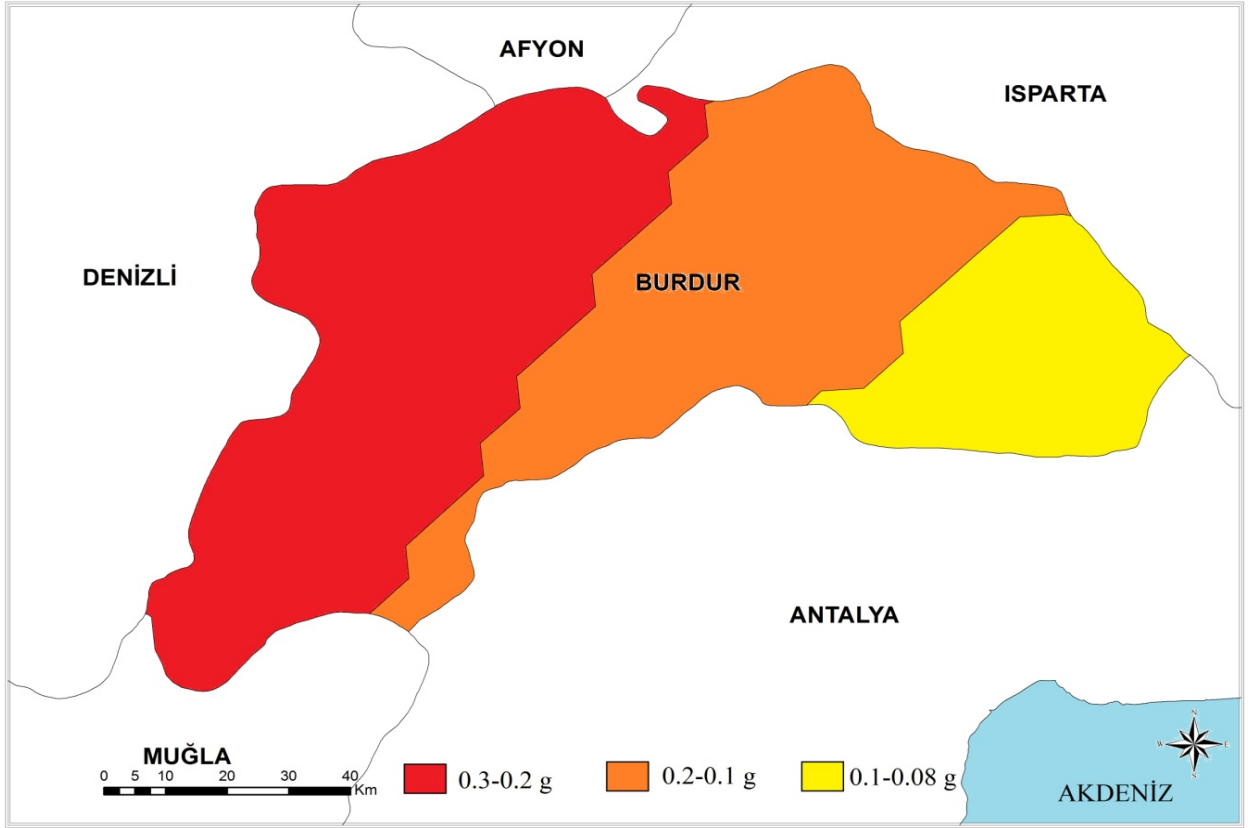 AFYON
ISPARTA
DENİZLİ
BURDUR
ANTALYA
MUĞLA
0 5 10 20 30 40
Km
0.3-0.2 g
0.2-0.1 g
0.1-0.08 g
N
W E
S
AKDENİZ